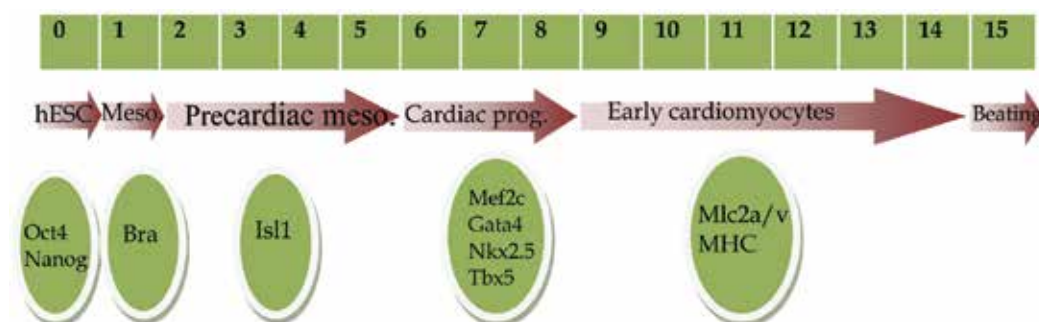 0 1 2 3 4 5 6 7 8 9 10 11 12 13 14 15
hESC Meso. Precardiac meso. Cardiac prog. Early cardiomyocytes Beating
Oct4
Nanog
Bra
Isl1
Mef2c
Gata4
Nkx2.5
Tbx5
Mlc2a/v
MHC